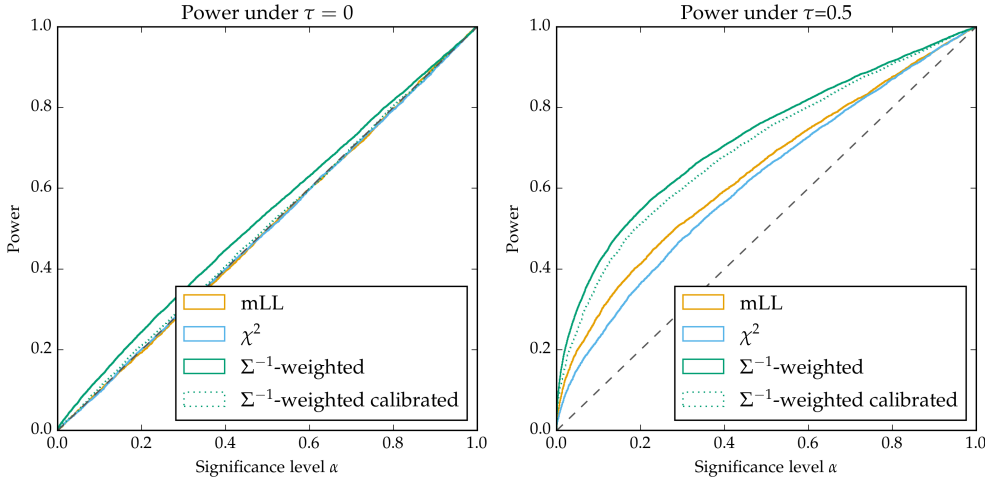 Power under τ = 0
1.0
0.8
0.6
0.4
0.2
0.0
Power
mLL
χ²
Σ⁻¹-weighted
Σ⁻¹-weighted calibrated
0.0 0.2 0.4 0.6 0.8 1.0
Significance level α
Power under τ=0.5
1.0
0.8
0.6
0.4
0.2
0.0
Power
mLL
χ²
Σ⁻¹-weighted
Σ⁻¹-weighted calibrated
0.0 0.2 0.4 0.6 0.8 1.0
Significance level α